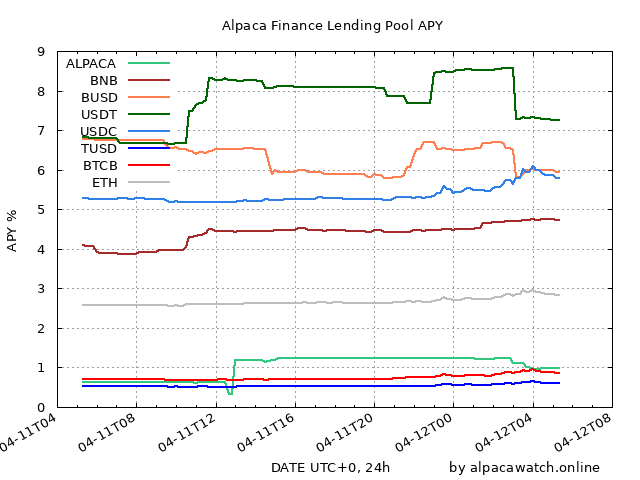 Alpaca Finance Lending Pool APY
9
8
7
6
5
4
3
2
1
0
APY %
ALPACA
BNB
BUSD
USDT
USDC
TUSD
BTCB
ETH
04-11T04
04-11T08
04-11T12
04-11T16
04-11T20
04-12T00
04-12T04
04-12T08
DATE UTC+0, 24h
by alpacawatch.online